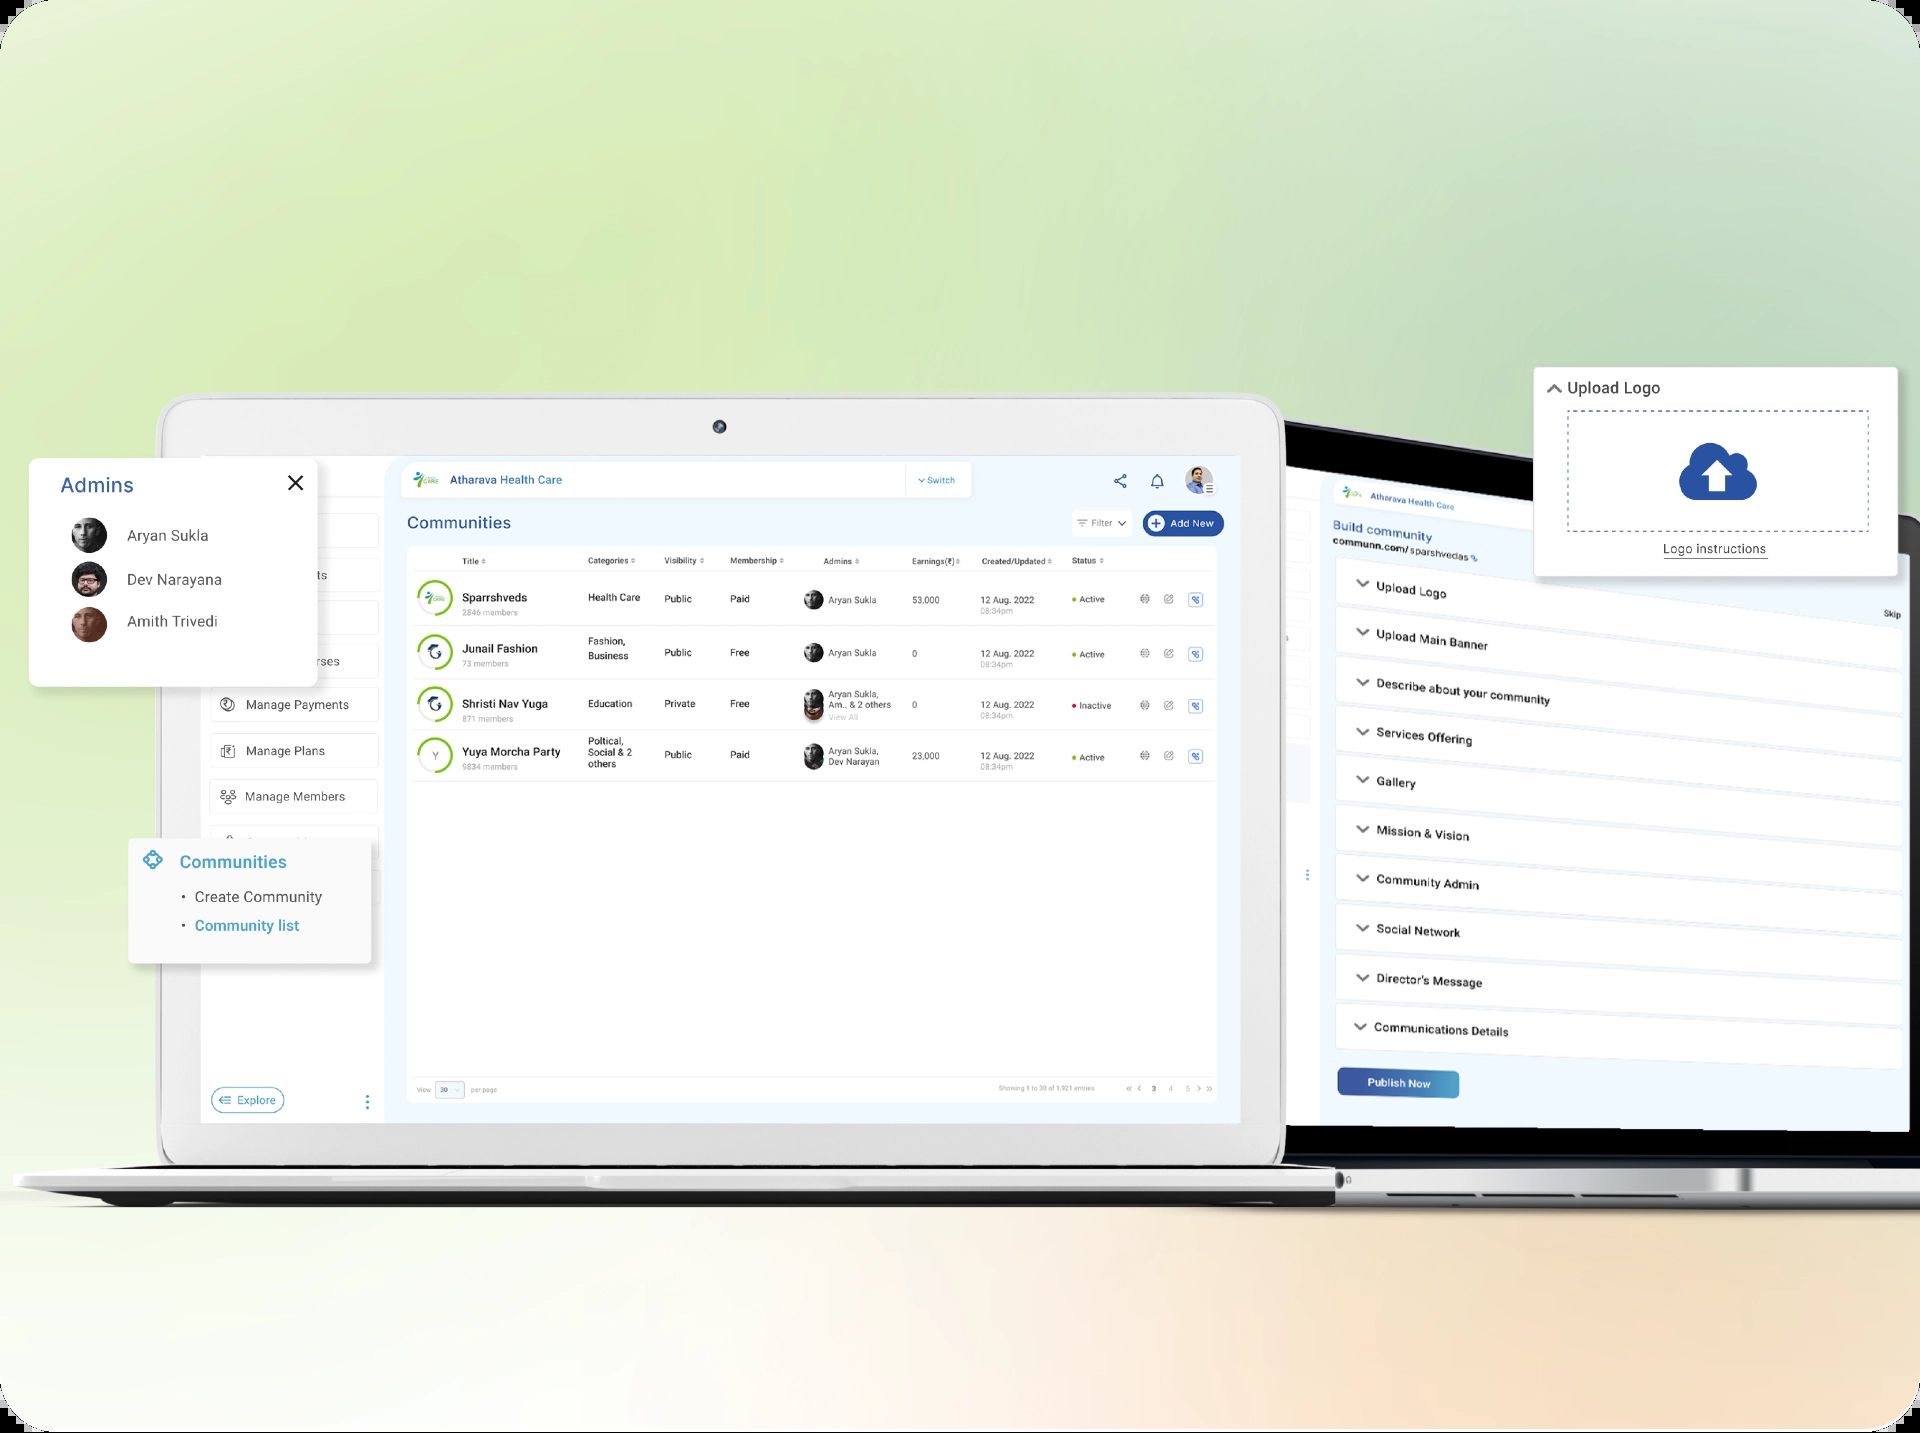 Admins
Aryan Sukla
Dev Narayana
Amith Trivedi
ts
rses
Manage Payments
Manage Plans
Manage Members
Communities
Create Community
Community list
Explore
CARE
Atharava Health Care
Switch
Communities
Filter
Add New
Title
Categories
Visibility
Membership
Admins
Earnings(₹)
Created/Updated
Status
CARE
Sparrshveds
2846 members
Health Care
Public
Paid
Aryan Sukla
53,000
12 Aug. 2022
08:34pm
Active
Junail Fashion
73 members
Fashion,
Business
Public
Free
Aryan Sukla
0
12 Aug. 2022
08:34pm
Active
Shristi Nav Yuga
871 members
Education
Private
Free
Aryan Sukla,
Am.. & 2 others
View All
0
12 Aug. 2022
08:34pm
Inactive
Y
Yuya Morcha Party
9834 members
Poltical,
Social & 2
others
Public
Paid
Aryan Sukla,
Dev Narayan
23,000
12 Aug. 2022
08:34pm
Active
View
30
per page
Showing 1 to 30 of 1,921 entries
« < 3 4 5 > »
Atharava Health Care
Build community
communn.com/sparshvedas
Skip
Upload Logo
Upload Main Banner
Describe about your community
Services Offering
Gallery
Mission & Vision
Community Admin
Social Network
Director's Message
Communications Details
Publish Now
Upload Logo
Logo instructions